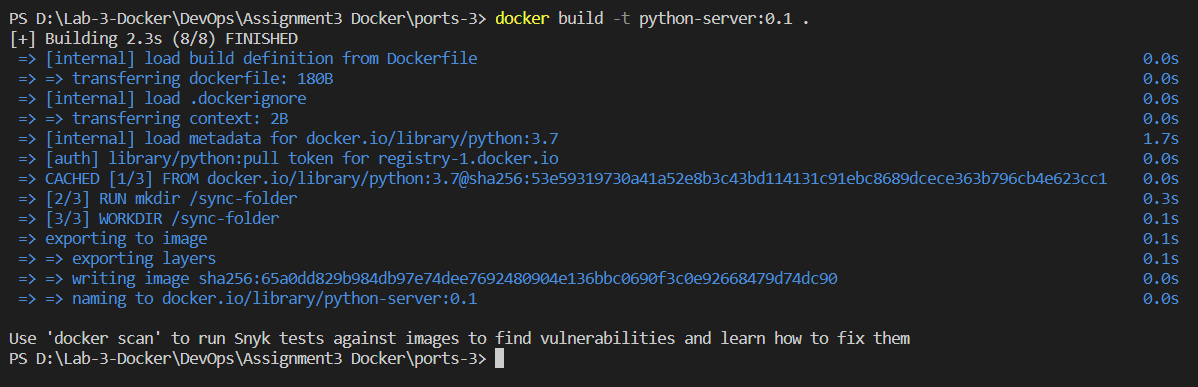 PS D:\Lab-3-Docker\DevOps\Assignment3 Docker\ports-3> docker build -t python-server:0.1 .
[+] Building 2.3s (8/8) FINISHED
=> [internal] load build definition from Dockerfile 0.0s
=> => transferring dockerfile: 180B 0.0s
=> [internal] load .dockerignore 0.0s
=> => transferring context: 2B 0.0s
=> [internal] load metadata for docker.io/library/python:3.7 1.7s
=> [auth] library/python:pull token for registry-1.docker.io 0.0s
=> CACHED [1/3] FROM docker.io/library/python:3.7@sha256:53e59319730a41a52e8b3c43bd114131c91ebc8689dcece363b796cb4e623cc1 0.0s
=> [2/3] RUN mkdir /sync-folder 0.3s
=> [3/3] WORKDIR /sync-folder 0.1s
=> exporting to image 0.1s
=> => exporting layers 0.1s
=> => writing image sha256:65a0dd829b984db97e74dee7692480904e136bbc0690f3c0e92668479d74dc90 0.0s
=> => naming to docker.io/library/python-server:0.1 0.0s
Use 'docker scan' to run Snyk tests against images to find vulnerabilities and learn how to fix them
PS D:\Lab-3-Docker\DevOps\Assignment3 Docker\ports-3>